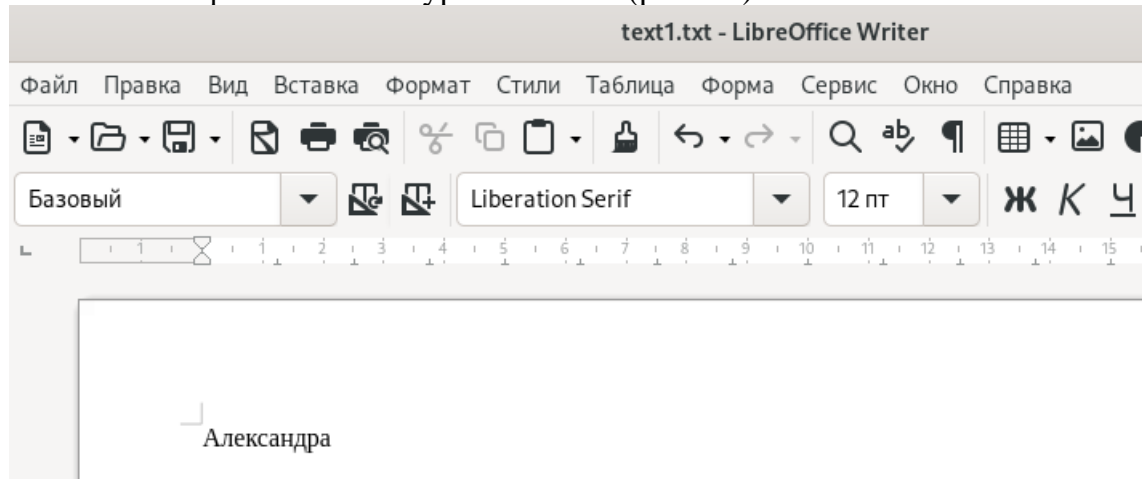 text1.txt - LibreOffice Writer
Файл Правка Вид Вставка Формат Стили Таблица Форма Сервис Окно Справка
Базовый Liberation Serif 12 пт Ж К Ч
1 1 2 3 4 5 6 7 8 9 10 11 12 13 14 15
Александра